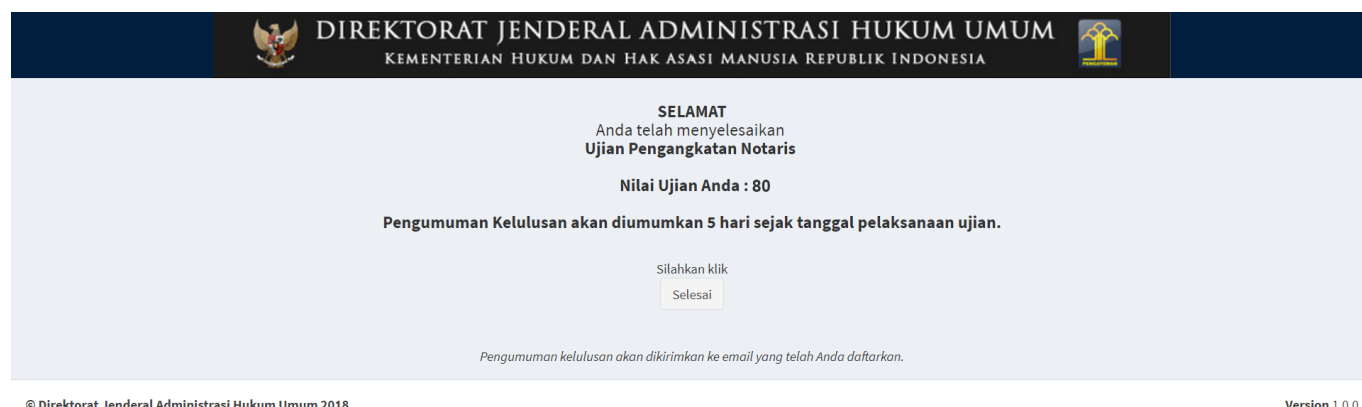 DIREKTORAT JENDERAL ADMINISTRASI HUKUM UMUM
KEMENTERIAN HUKUM DAN HAK ASASI MANUSIA REPUBLIK INDONESIA
PENGAYOMAN
SELAMAT
Anda telah menyelesaikan
Ujian Pengangkatan Notaris
Nilai Ujian Anda : 80
Pengumuman Kelulusan akan diumumkan 5 hari sejak tanggal pelaksanaan ujian.
Silahkan klik
Selesai
Pengumuman kelulusan akan dikirimkan ke email yang telah Anda daftarkan.
© Direktorat Jenderal Administrasi Hukum Umum 2018
Version 1.0.0